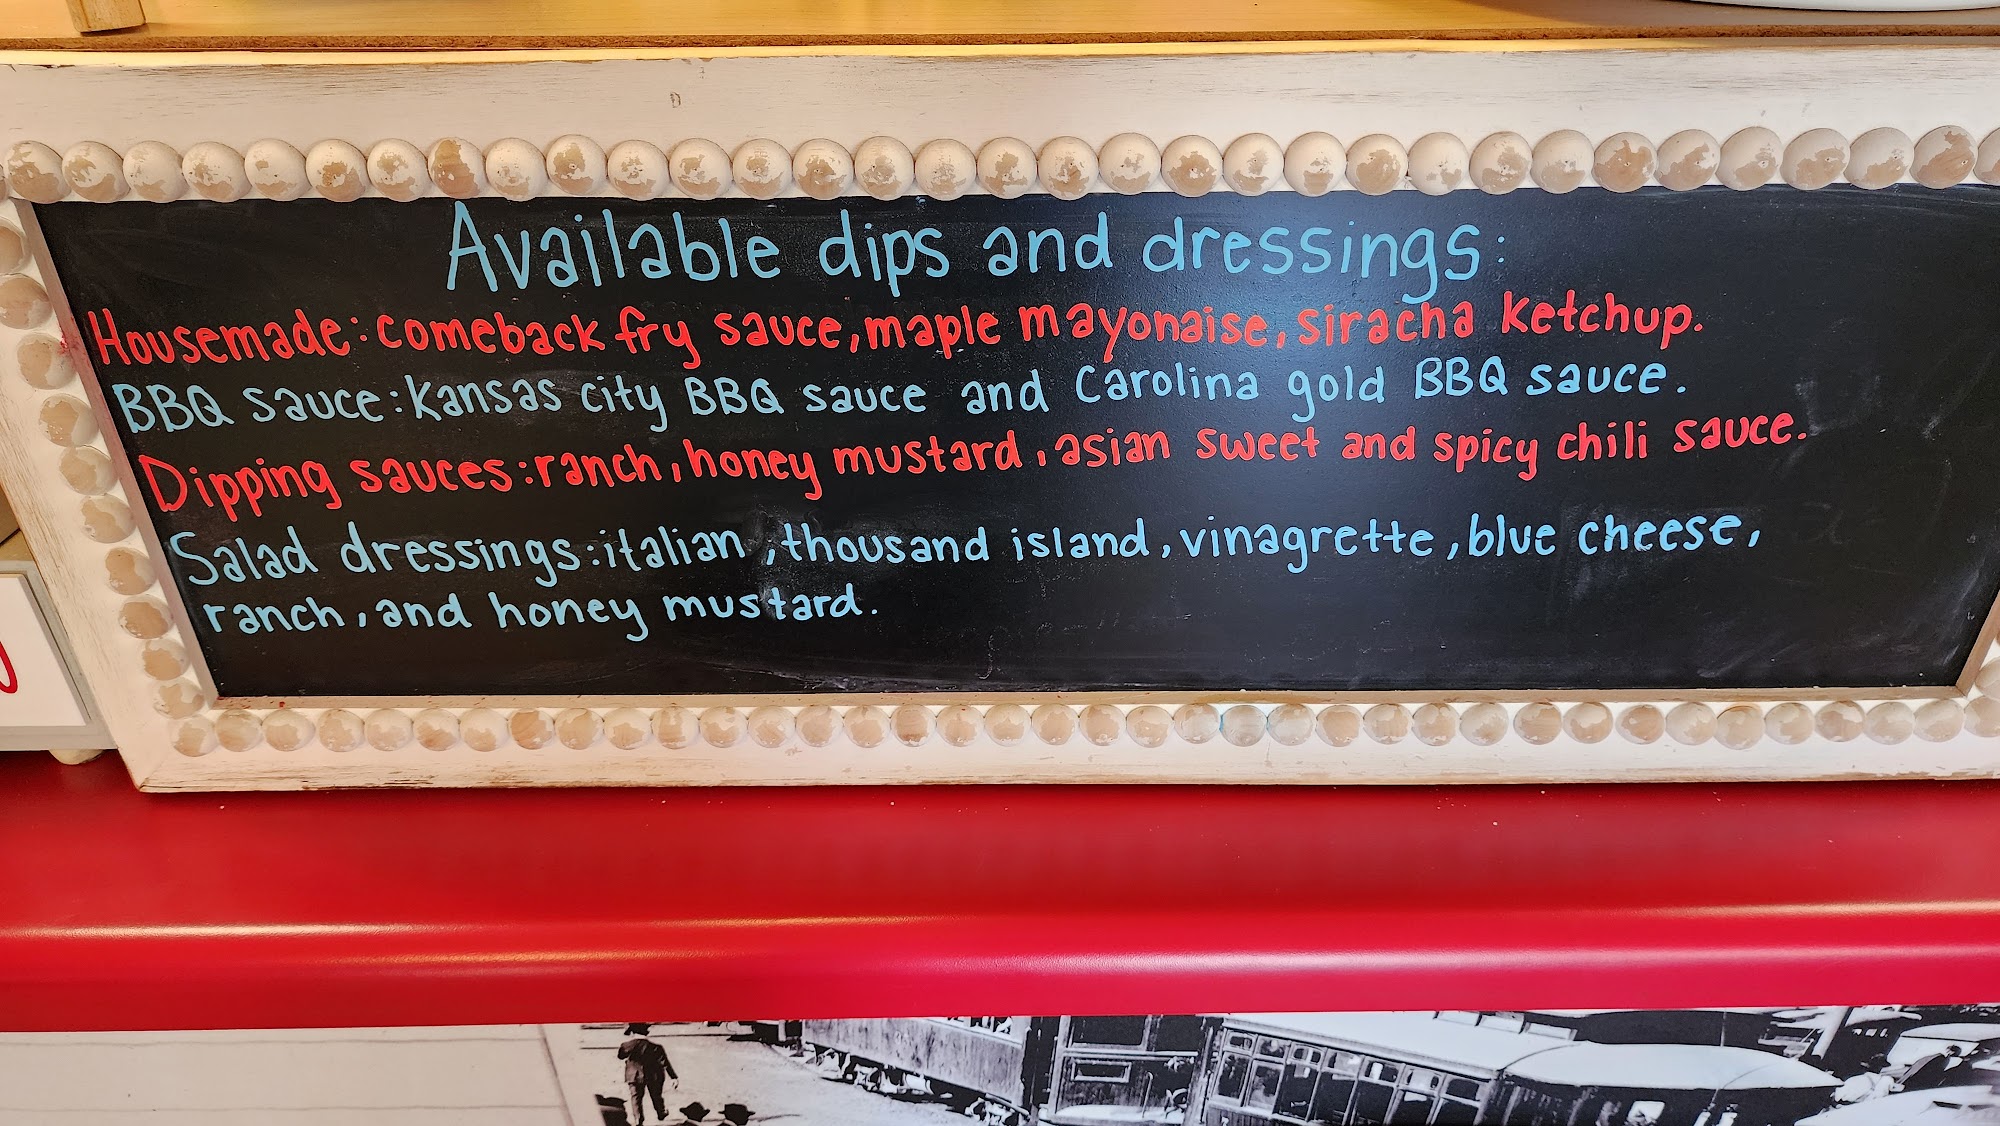 Available dips and dressings:
Housemade: comeback fry sauce, maple mayonaise, siracha ketchup.
BBQ sauce: kansas city BBQ sauce and Carolina gold BBQ sauce.
Dipping sauces: ranch, honey mustard, asian sweet and spicy chili sauce.
Salad dressings: italian, thousand island, vinagrette, blue cheese,
ranch, and honey mustard.